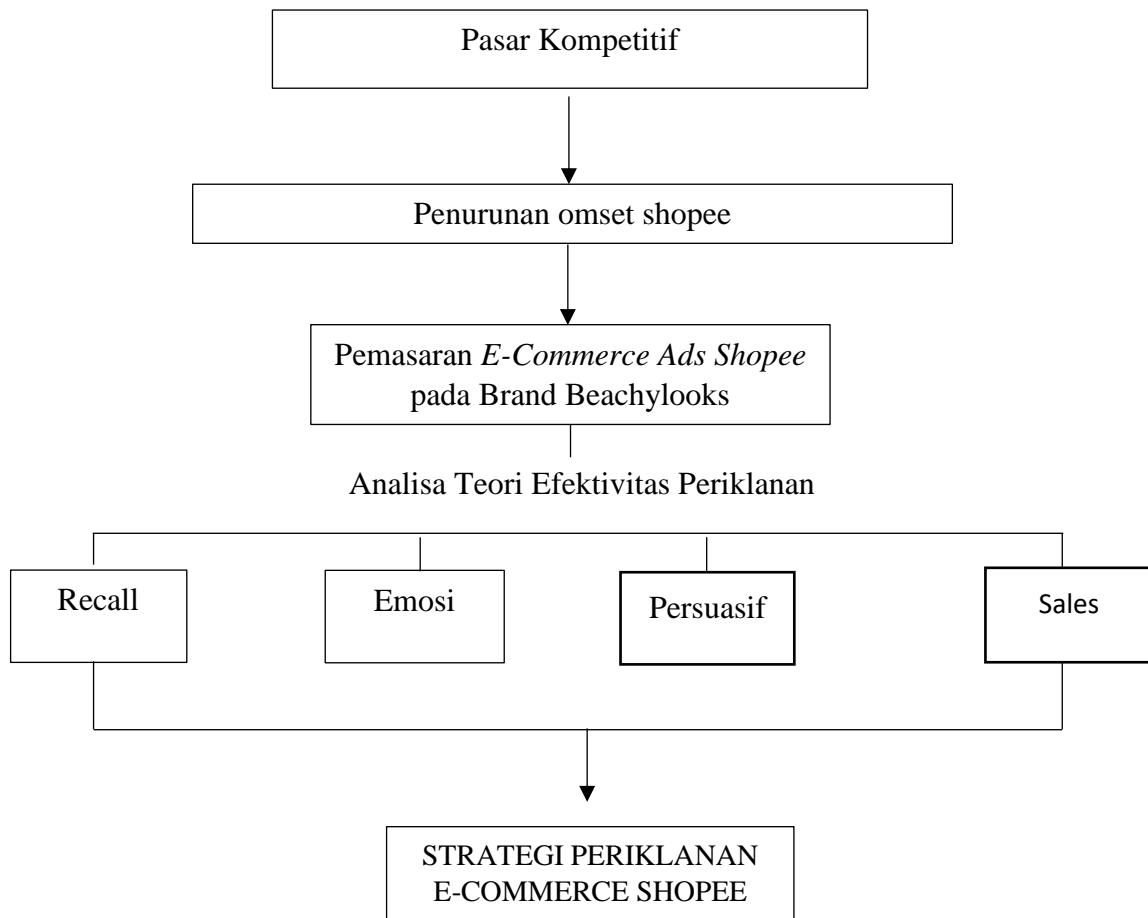 Pasar Kompetitif
Penurunan omset shopee
Pemasaran E-Commerce Ads Shopee
pada Brand Beachylooks
Analisa Teori Efektivitas Periklanan
Recall
Emosi
Persuasif
Sales
STRATEGI PERIKLANAN
E-COMMERCE SHOPEE